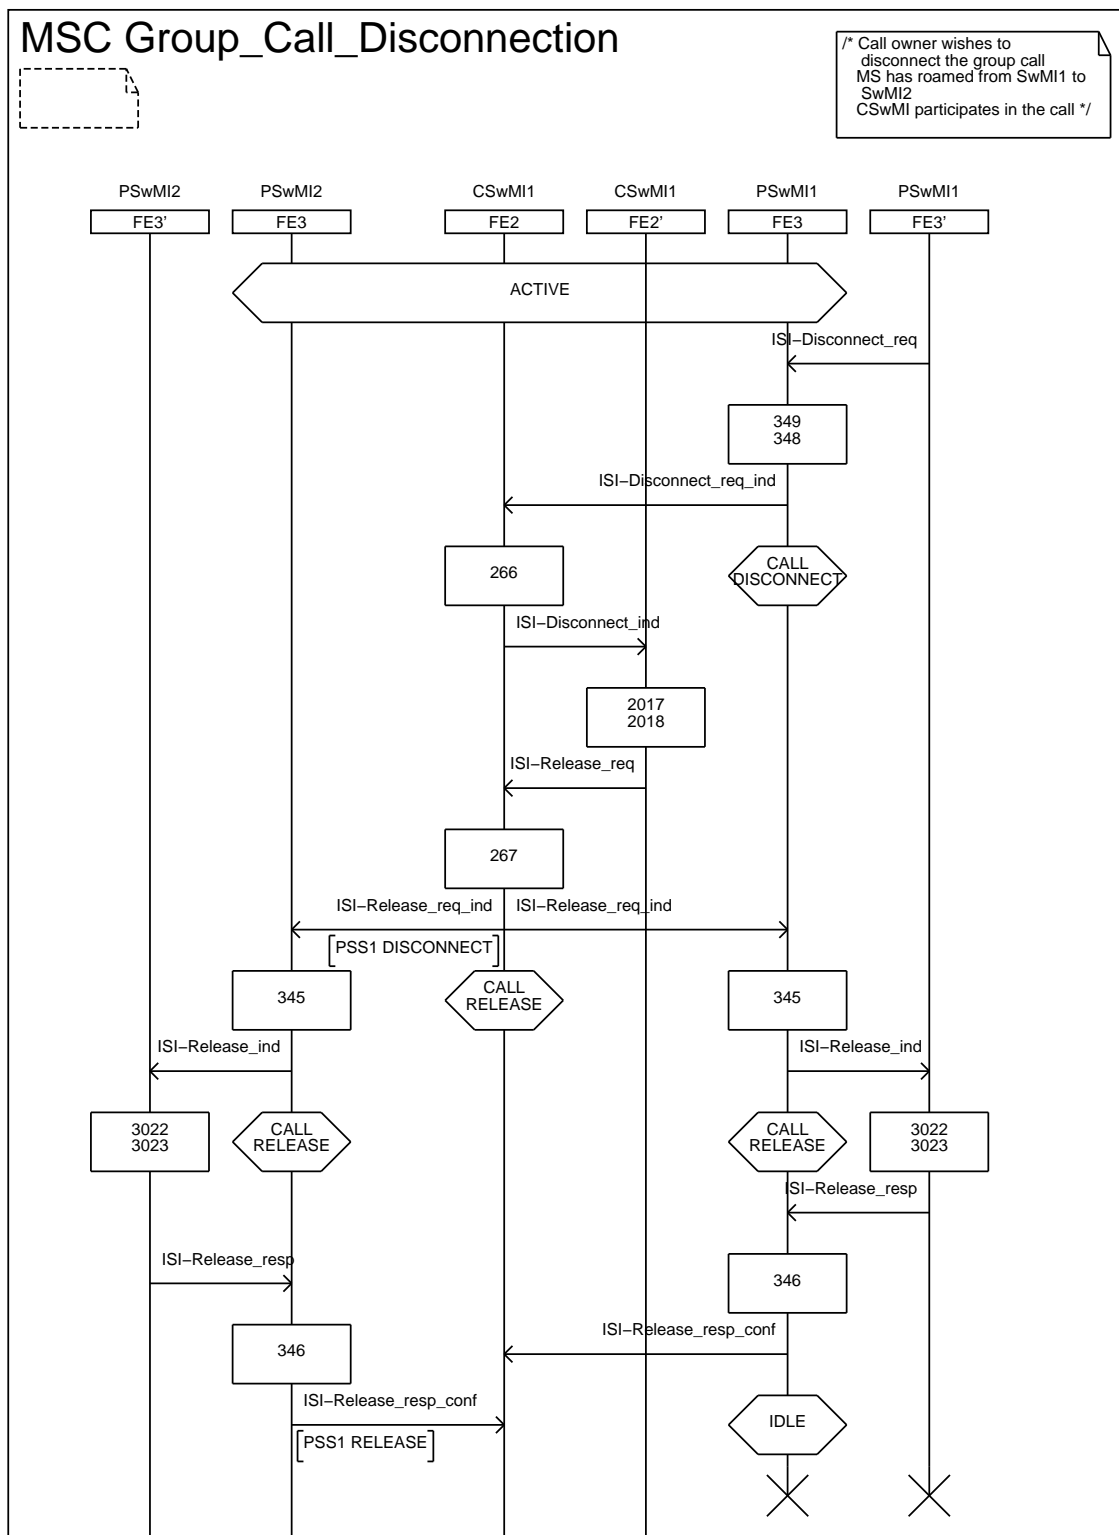 MSC Group_Call_Disconnection
/* Call owner wishes to
disconnect the group call
MS has roamed from SwMI1 to
SwMI2
CSwMI participates in the call */
PSwMI2 PSwMI2 CSwMI1 CSwMI1 PSwMI1 PSwMI1
FE3' FE3 FE2 FE2' FE3 FE3'
ACTIVE
ISI−Disconnect_req
349
348
ISI−Disconnect_req_ind
266
CALL
DISCONNECT
ISI−Disconnect_ind
2017
2018
ISI−Release_req
267
ISI−Release_req_ind ISI−Release_req_ind
PSS1 DISCONNECT
345
CALL
RELEASE
345
ISI−Release_ind ISI−Release_ind
3022
3023
CALL
RELEASE
CALL
RELEASE
3022
3023
ISI−Release_resp
ISI−Release_resp
346
ISI−Release_resp_conf
346
ISI−Release_resp_conf
IDLE
PSS1 RELEASE